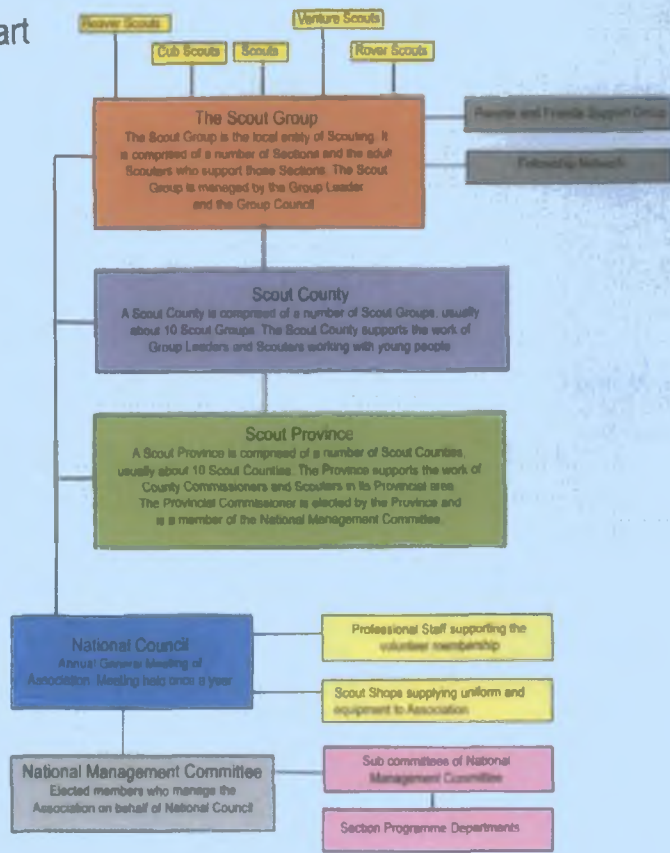 art
Beaver Scouts
Venture Scouts
Cub Scouts
Scouts
Rover Scouts
The Scout Group
The Scout Group is the local entity of Scouting. It
is comprised of a number of Sections and the adult
Scouters who support those Sections. The Scout
Group is managed by the Group Leader
and the Group Council
Parents and Friends Support Group
Fellowship Network
Scout County
A Scout County is comprised of a number of Scout Groups, usually
about 10 Scout Groups. The Scout County supports the work of
Group Leaders and Scouters working with young people
Scout Province
A Scout Province is comprised of a number of Scout Counties,
usually about 10 Scout Counties. The Province supports the work of
County Commissioners and Scouters in its Provincial area
The Provincial Commissioner is elected by the Province and
is a member of the National Management Committee.
National Council
Annual General Meeting of
Association. Meeting held once a year
Professional Staff supporting the
volunteer membership
Scout Shops supplying uniform and
equipment to Association
National Management Committee
Elected members who manage the
Association on behalf of National Council
Sub committees of National
Management Committee
Section Programme Departments